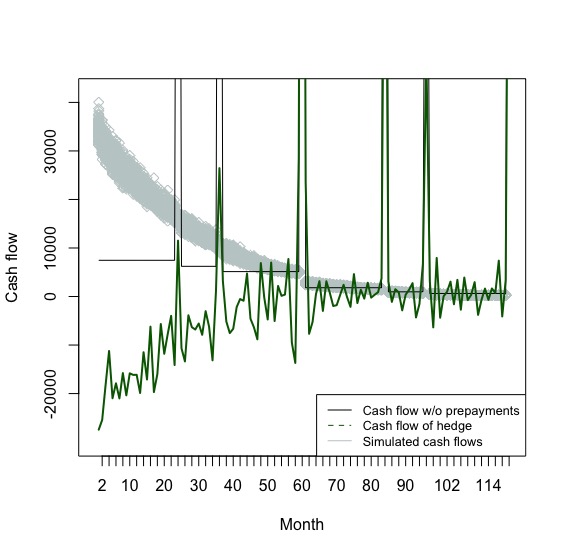 30000
10000
0
-20000
Cash flow
Cash flow w/o prepayments
Cash flow of hedge
Simulated cash flows
2 10 20 30 40 50 60 70 80 90 102 114
Month